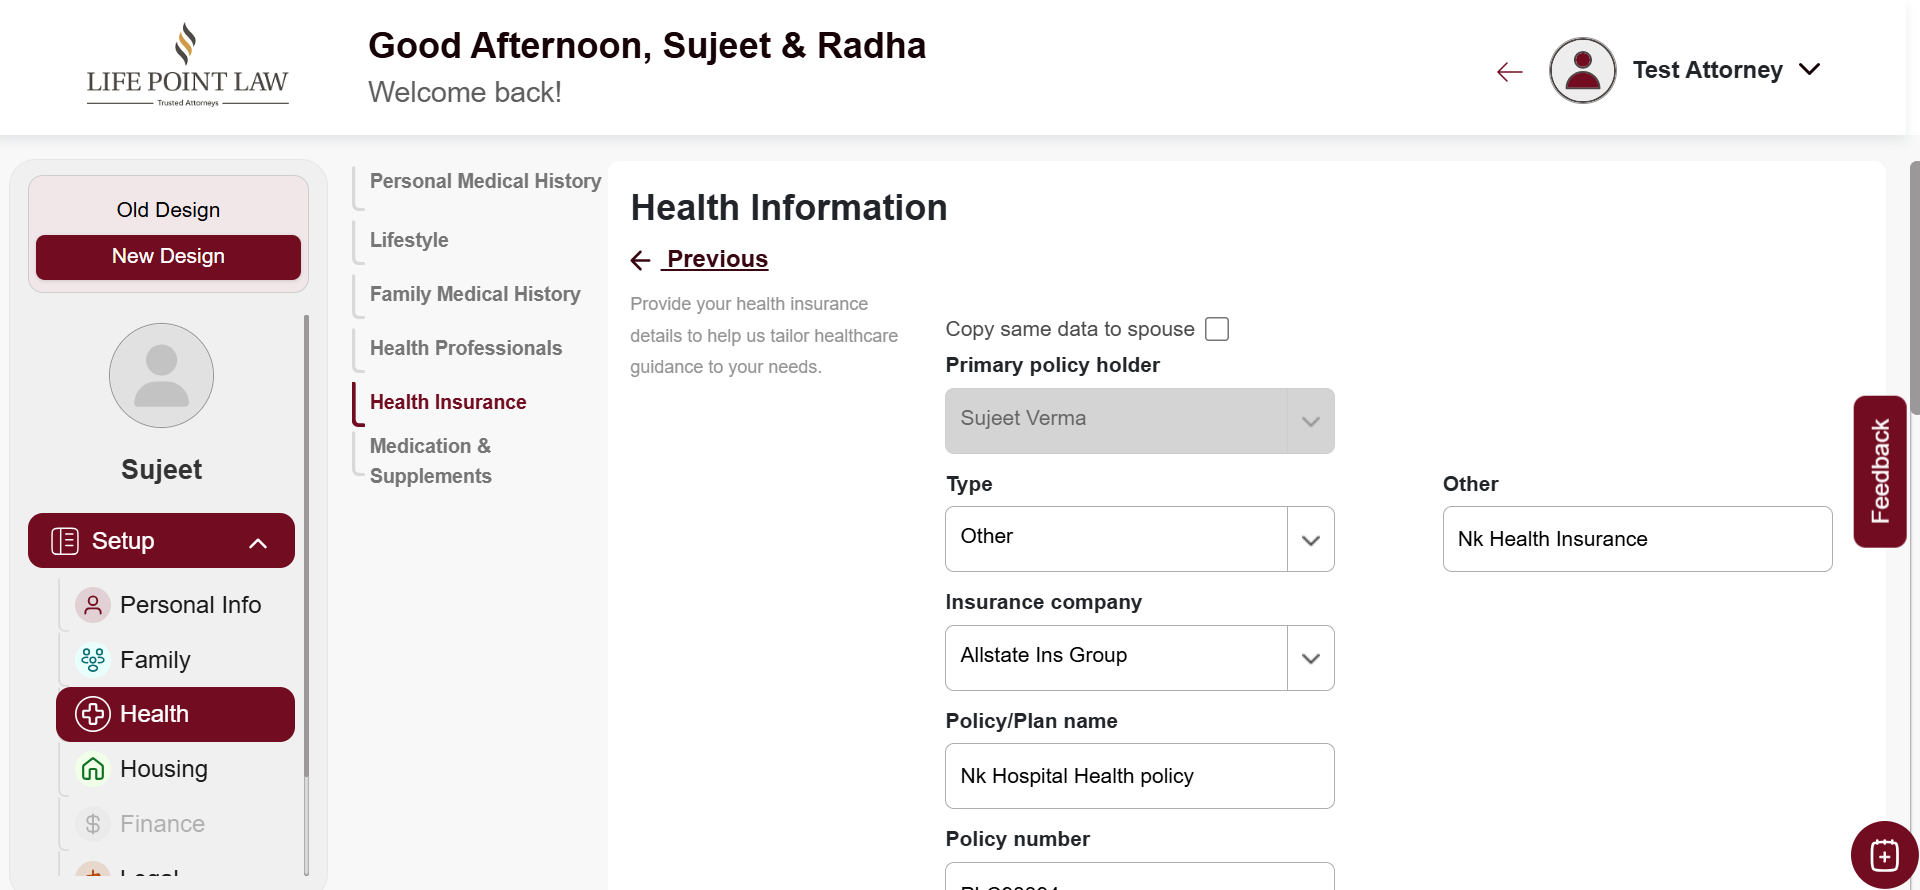 LIFE POINT LAW
Trusted Attorneys
Good Afternoon, Sujeet & Radha
Welcome back!
Test Attorney
Old Design
New Design
Sujeet
Setup
Personal Info
Family
Health
Housing
Finance
Personal Medical History
Lifestyle
Family Medical History
Health Professionals
Health Insurance
Medication &
Supplements
Health Information
Previous
Provide your health insurance
details to help us tailor healthcare
guidance to your needs.
Copy same data to spouse
Primary policy holder
Sujeet Verma
Type
Other
Other
Nk Health Insurance
Insurance company
Allstate Ins Group
Policy/Plan name
Nk Hospital Health policy
Policy number
Feedback